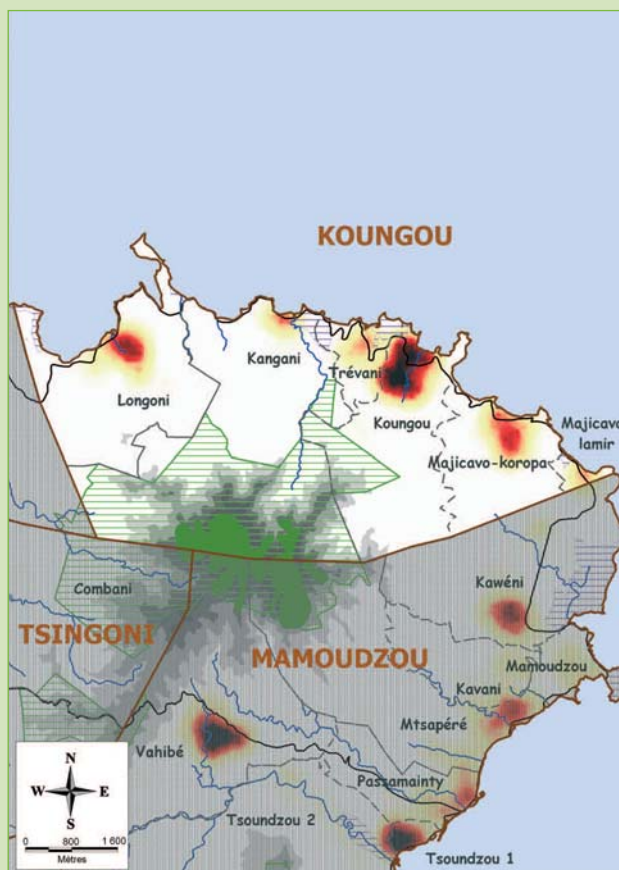 KOUNGOU
Kangani
Trévani
Longoni
Koungou
Majicavo
lamir
Majicavo-koropa
Combani
Kawéni
TSINGONI
MAMOUDZOU
Mamoudzou
Kavani
Mtsapéré
Vahibé
Passamainty
Tsoundzou 2
Tsoundzou 1
N
W E
S
0 800 1 600
Mètres